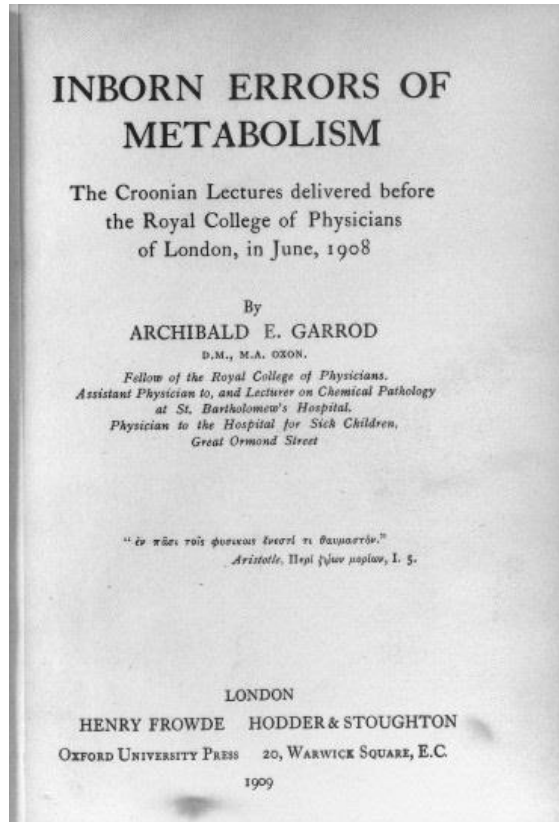 INBORN ERRORS OF
METABOLISM
The Croonian Lectures delivered before
the Royal College of Physicians
of London, in June, 1908
By
ARCHIBALD E. GARROD
D.M., M.A. OXON.
Fellow of the Royal College of Physicians,
Assistant Physician to, and Lecturer on Chemical Pathology
at St. Bartholomew's Hospital,
Physician to the Hospital for Sick Children,
Great Ormond Street
“ ἐν πᾶσι τοῖς φυσικοῖς ἔνεστί τι θαυμαστόν.”
Aristotle, Περὶ ζῴων μορίων, I. 5.
LONDON
HENRY FROWDE HODDER & STOUGHTON
OXFORD UNIVERSITY PRESS 20, WARWICK SQUARE, E.C.
1909